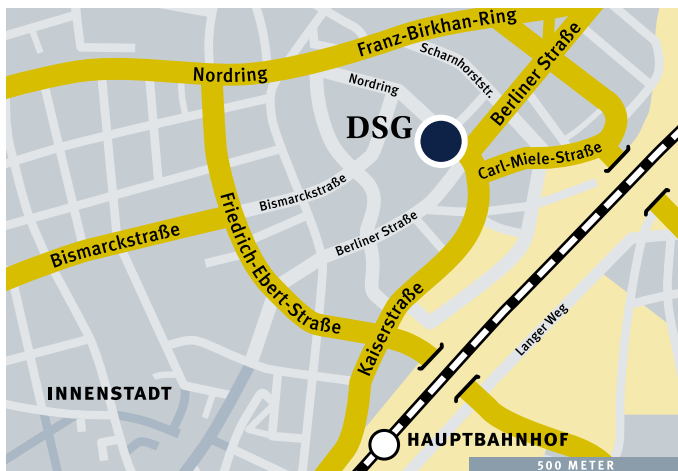 Franz-Birkhan-Ring
Scharnhorststr.
Berliner Straße
Nordring
Nordring
DSG
Carl-Miele-Straße
Bismarckstraße
Friedrich-Ebert-Straße
Berliner Straße
Bismarckstraße
Kaiserstraße
Langer Weg
INNENSTADT
HAUPTBAHNHOF
500 METER